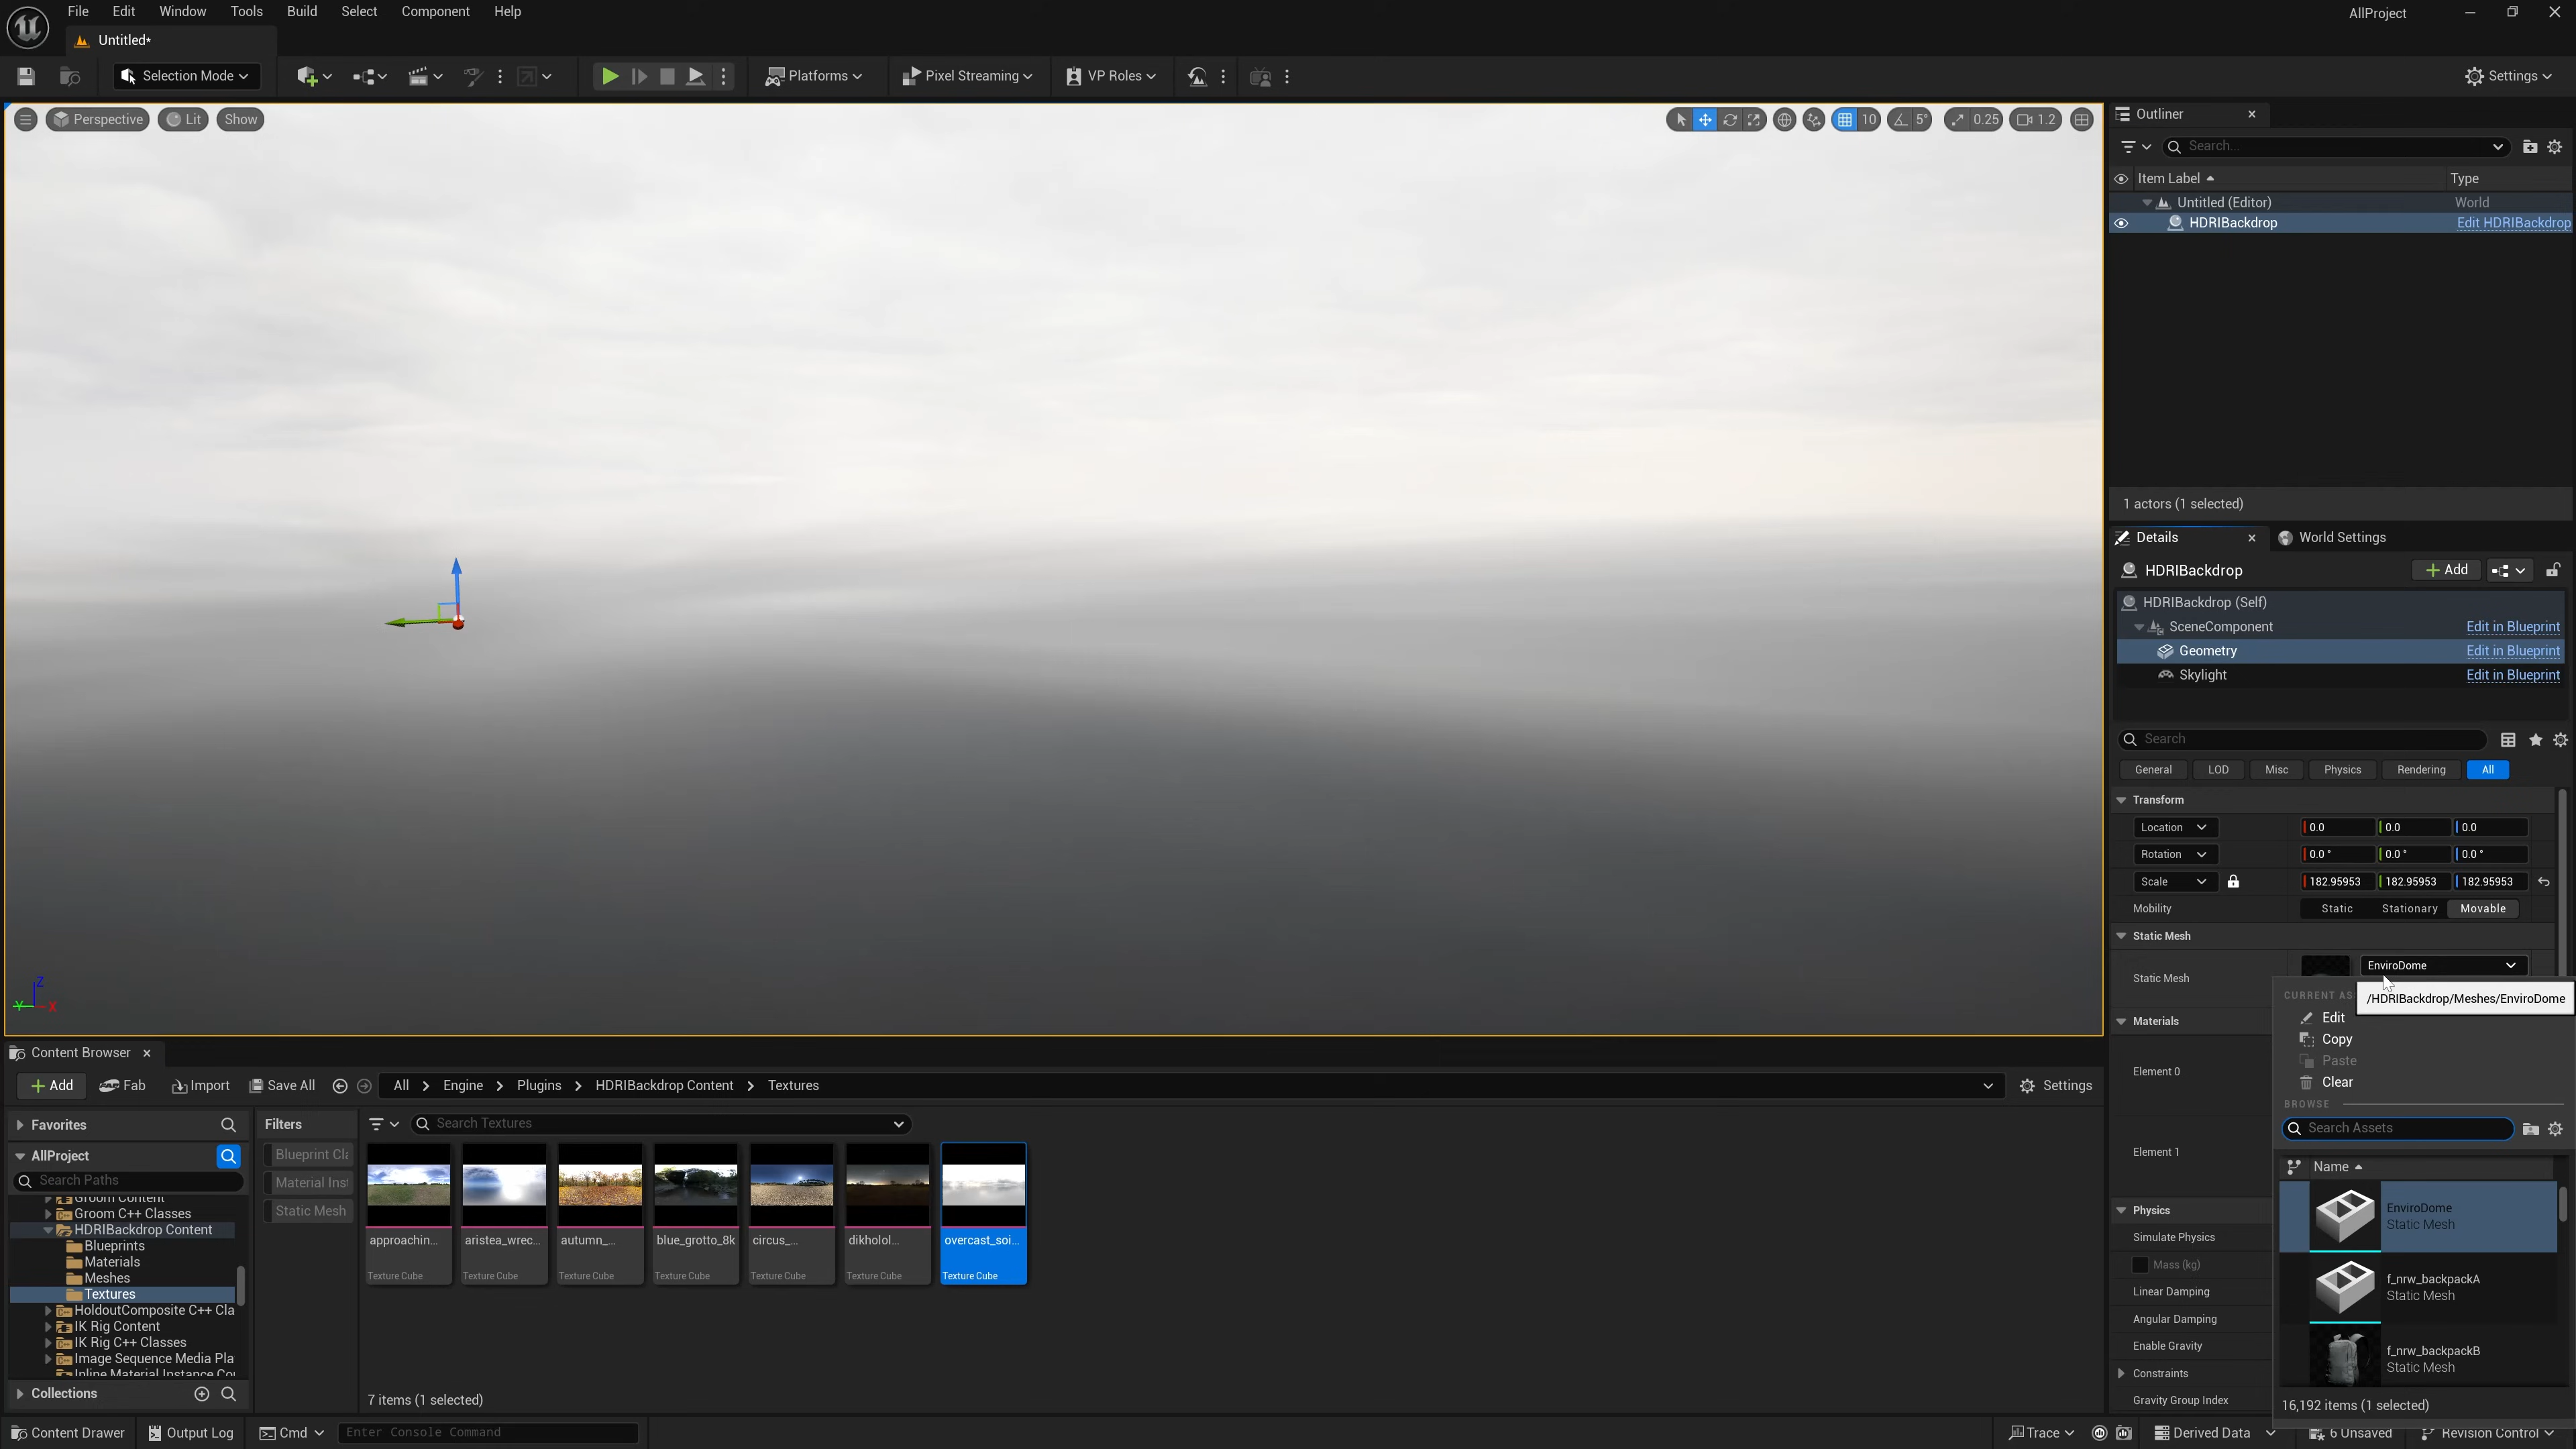 File Edit Window Tools Build Select Component Help
AllProject
Untitled*
Selection Mode
Platforms
Pixel Streaming
VP Roles
Settings
Perspective
Lit
Show
10
5°
0.25
1.2
Outliner
Search...
Item Label
Type
Untitled (Editor)
World
HDRIBackdrop
Edit HDRIBackdrop
1 actors (1 selected)
Details
World Settings
HDRIBackdrop
Add
HDRIBackdrop (Self)
SceneComponent
Edit in Blueprint
Geometry
Edit in Blueprint
Skylight
Edit in Blueprint
Search
General LOD Misc Physics Rendering All
Transform
Location
0.0 0.0 0.0
Rotation
0.0 ° 0.0 ° 0.0 °
Scale
182.95953 182.95953 182.95953
Mobility
Static Stationary Movable
Static Mesh
Static Mesh
EnviroDome
CURRENT AS
/HDRIBackdrop/Meshes/EnviroDome
Edit
Copy
Paste
Clear
BROWSE
Search Assets
Name
EnviroDome
Static Mesh
f_nrw_backpackA
Static Mesh
f_nrw_backpackB
Static Mesh
16,192 items (1 selected)
Materials
Element 0
Element 1
Physics
Simulate Physics
Mass (kg)
Linear Damping
Angular Damping
Enable Gravity
Constraints
Gravity Group Index
Z
Y
X
Content Browser
Add
Fab
Import
Save All
All > Engine > Plugins > HDRIBackdrop Content > Textures
Settings
Favorites
AllProject
Search Paths
Groom Content
Groom C++ Classes
HDRIBackdrop Content
Blueprints
Materials
Meshes
Textures
HoldoutComposite C++ Cla
IK Rig Content
IK Rig C++ Classes
Image Sequence Media Pla
Inline Material Instance Co
Collections
Filters
Blueprint Cla
Material Inst
Static Mesh
Search Textures
approachin...
Texture Cube
aristea_wrec...
Texture Cube
autumn_...
Texture Cube
blue_grotto_8k
Texture Cube
circus_...
Texture Cube
dikholol...
Texture Cube
overcast_soi...
Texture Cube
7 items (1 selected)
Content Drawer
Output Log
Cmd
Enter Console Command
Trace
Derived Data
6 Unsaved
Revision Control